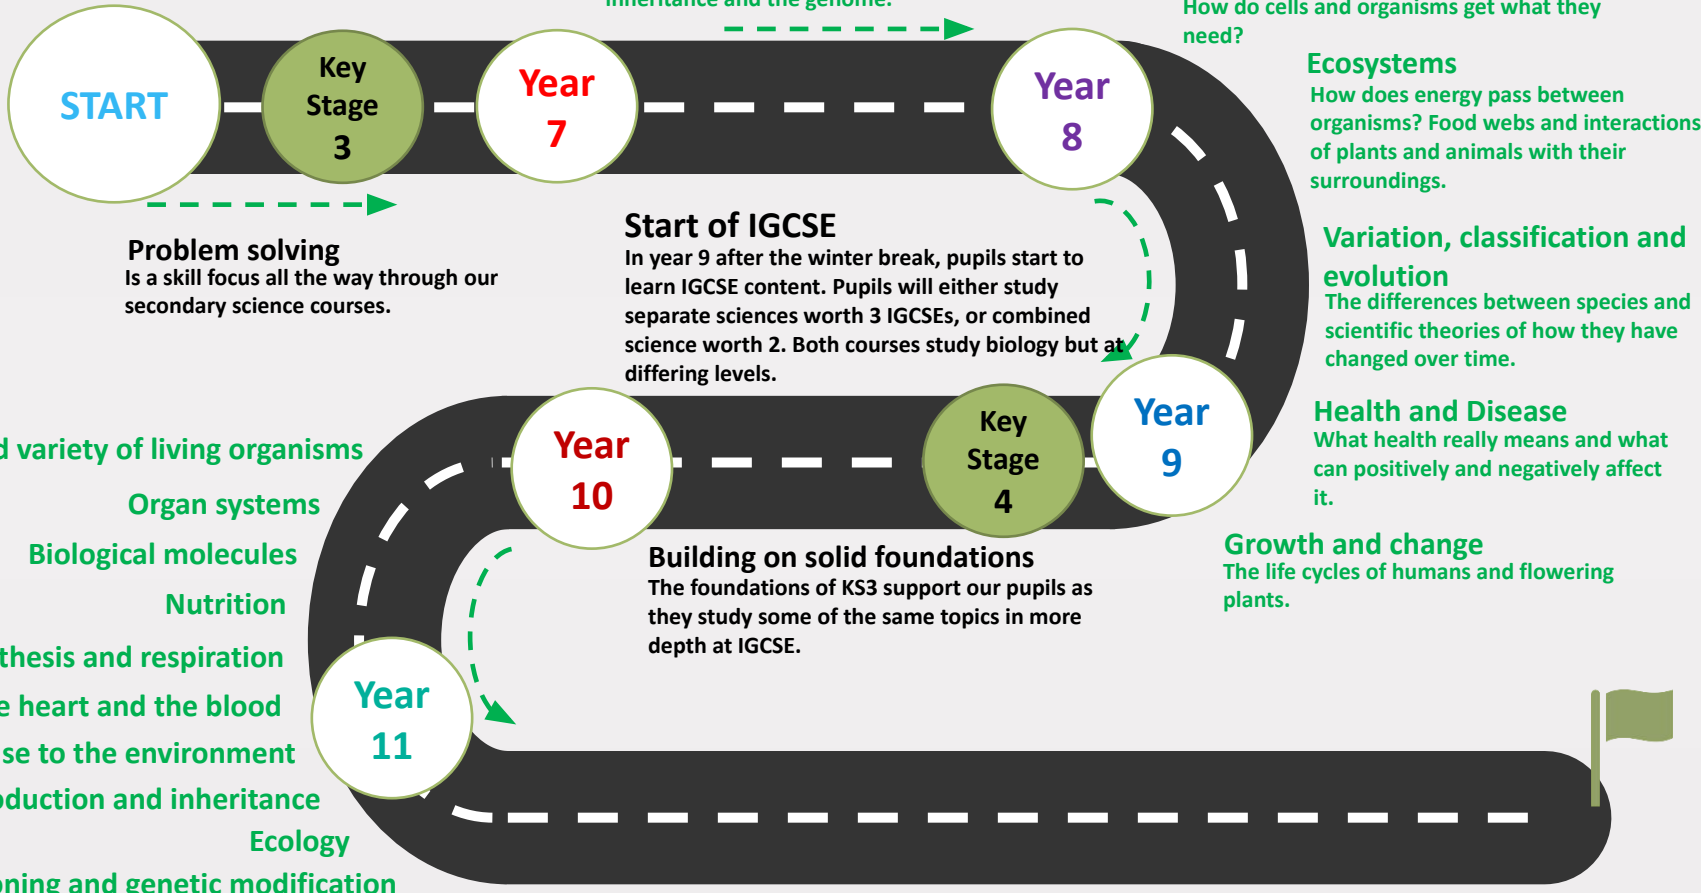 inheritance and the genome.
How do cells and organisms get what they
need?
START
Key
Stage
3
Year
7
Year
8
Ecosystems
How does energy pass between
organisms? Food webs and interactions
of plants and animals with their
surroundings.
Problem solving
Is a skill focus all the way through our
secondary science courses.
Start of IGCSE
In year 9 after the winter break, pupils start to
learn IGCSE content. Pupils will either study
separate sciences worth 3 IGCSEs, or combined
science worth 2. Both courses study biology but at
differing levels.
Variation, classification and
evolution
The differences between species and
scientific theories of how they have
changed over time.
Health and Disease
What health really means and what
can positively and negatively affect
it.
Growth and change
The life cycles of humans and flowering
plants.
Year
9
Key
Stage
4
Year
10
Building on solid foundations
The foundations of KS3 support our pupils as
they study some of the same topics in more
depth at IGCSE.
variety of living organisms
Organ systems
Biological molecules
Nutrition
thesis and respiration
heart and the blood
se to the environment
oduction and inheritance
Ecology
ning and genetic modification
Year
11